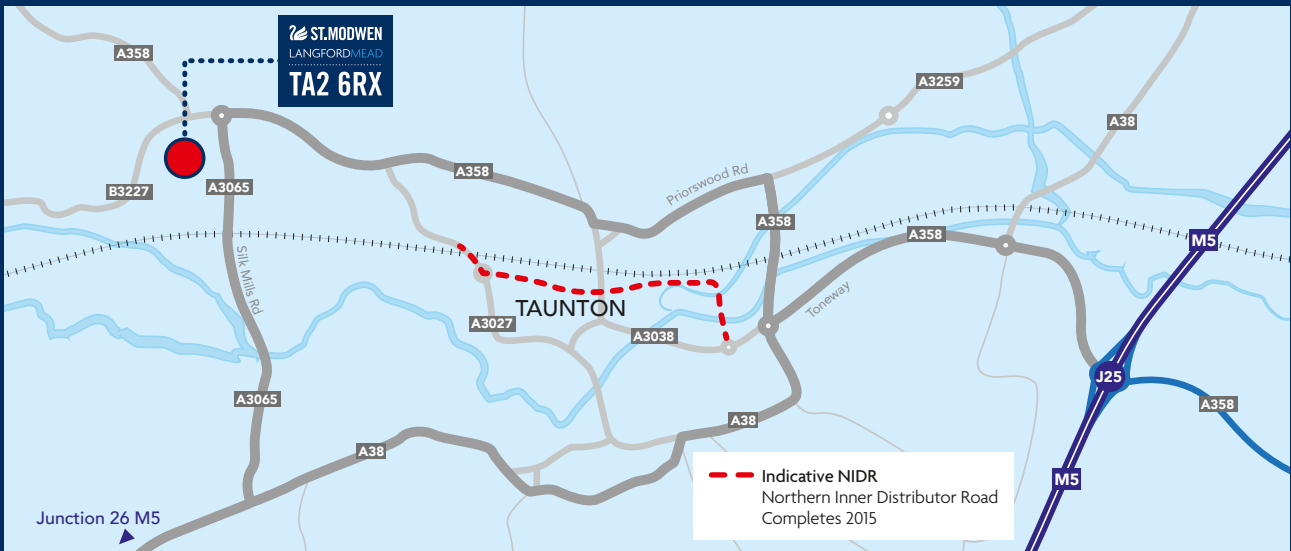 ST.MODWEN
LANGFORDMEAD
TA2 6RX
A358
A3259
A38
B3227
A3065
A358
Priorswood Rd
A358
A358
M5
Silk Mills Rd
TAUNTON
Toneway
A3027
A3038
J25
A3065
A358
A38
A38
Indicative NIDR
Northern Inner Distributor Road
Completes 2015
M5
Junction 26 M5